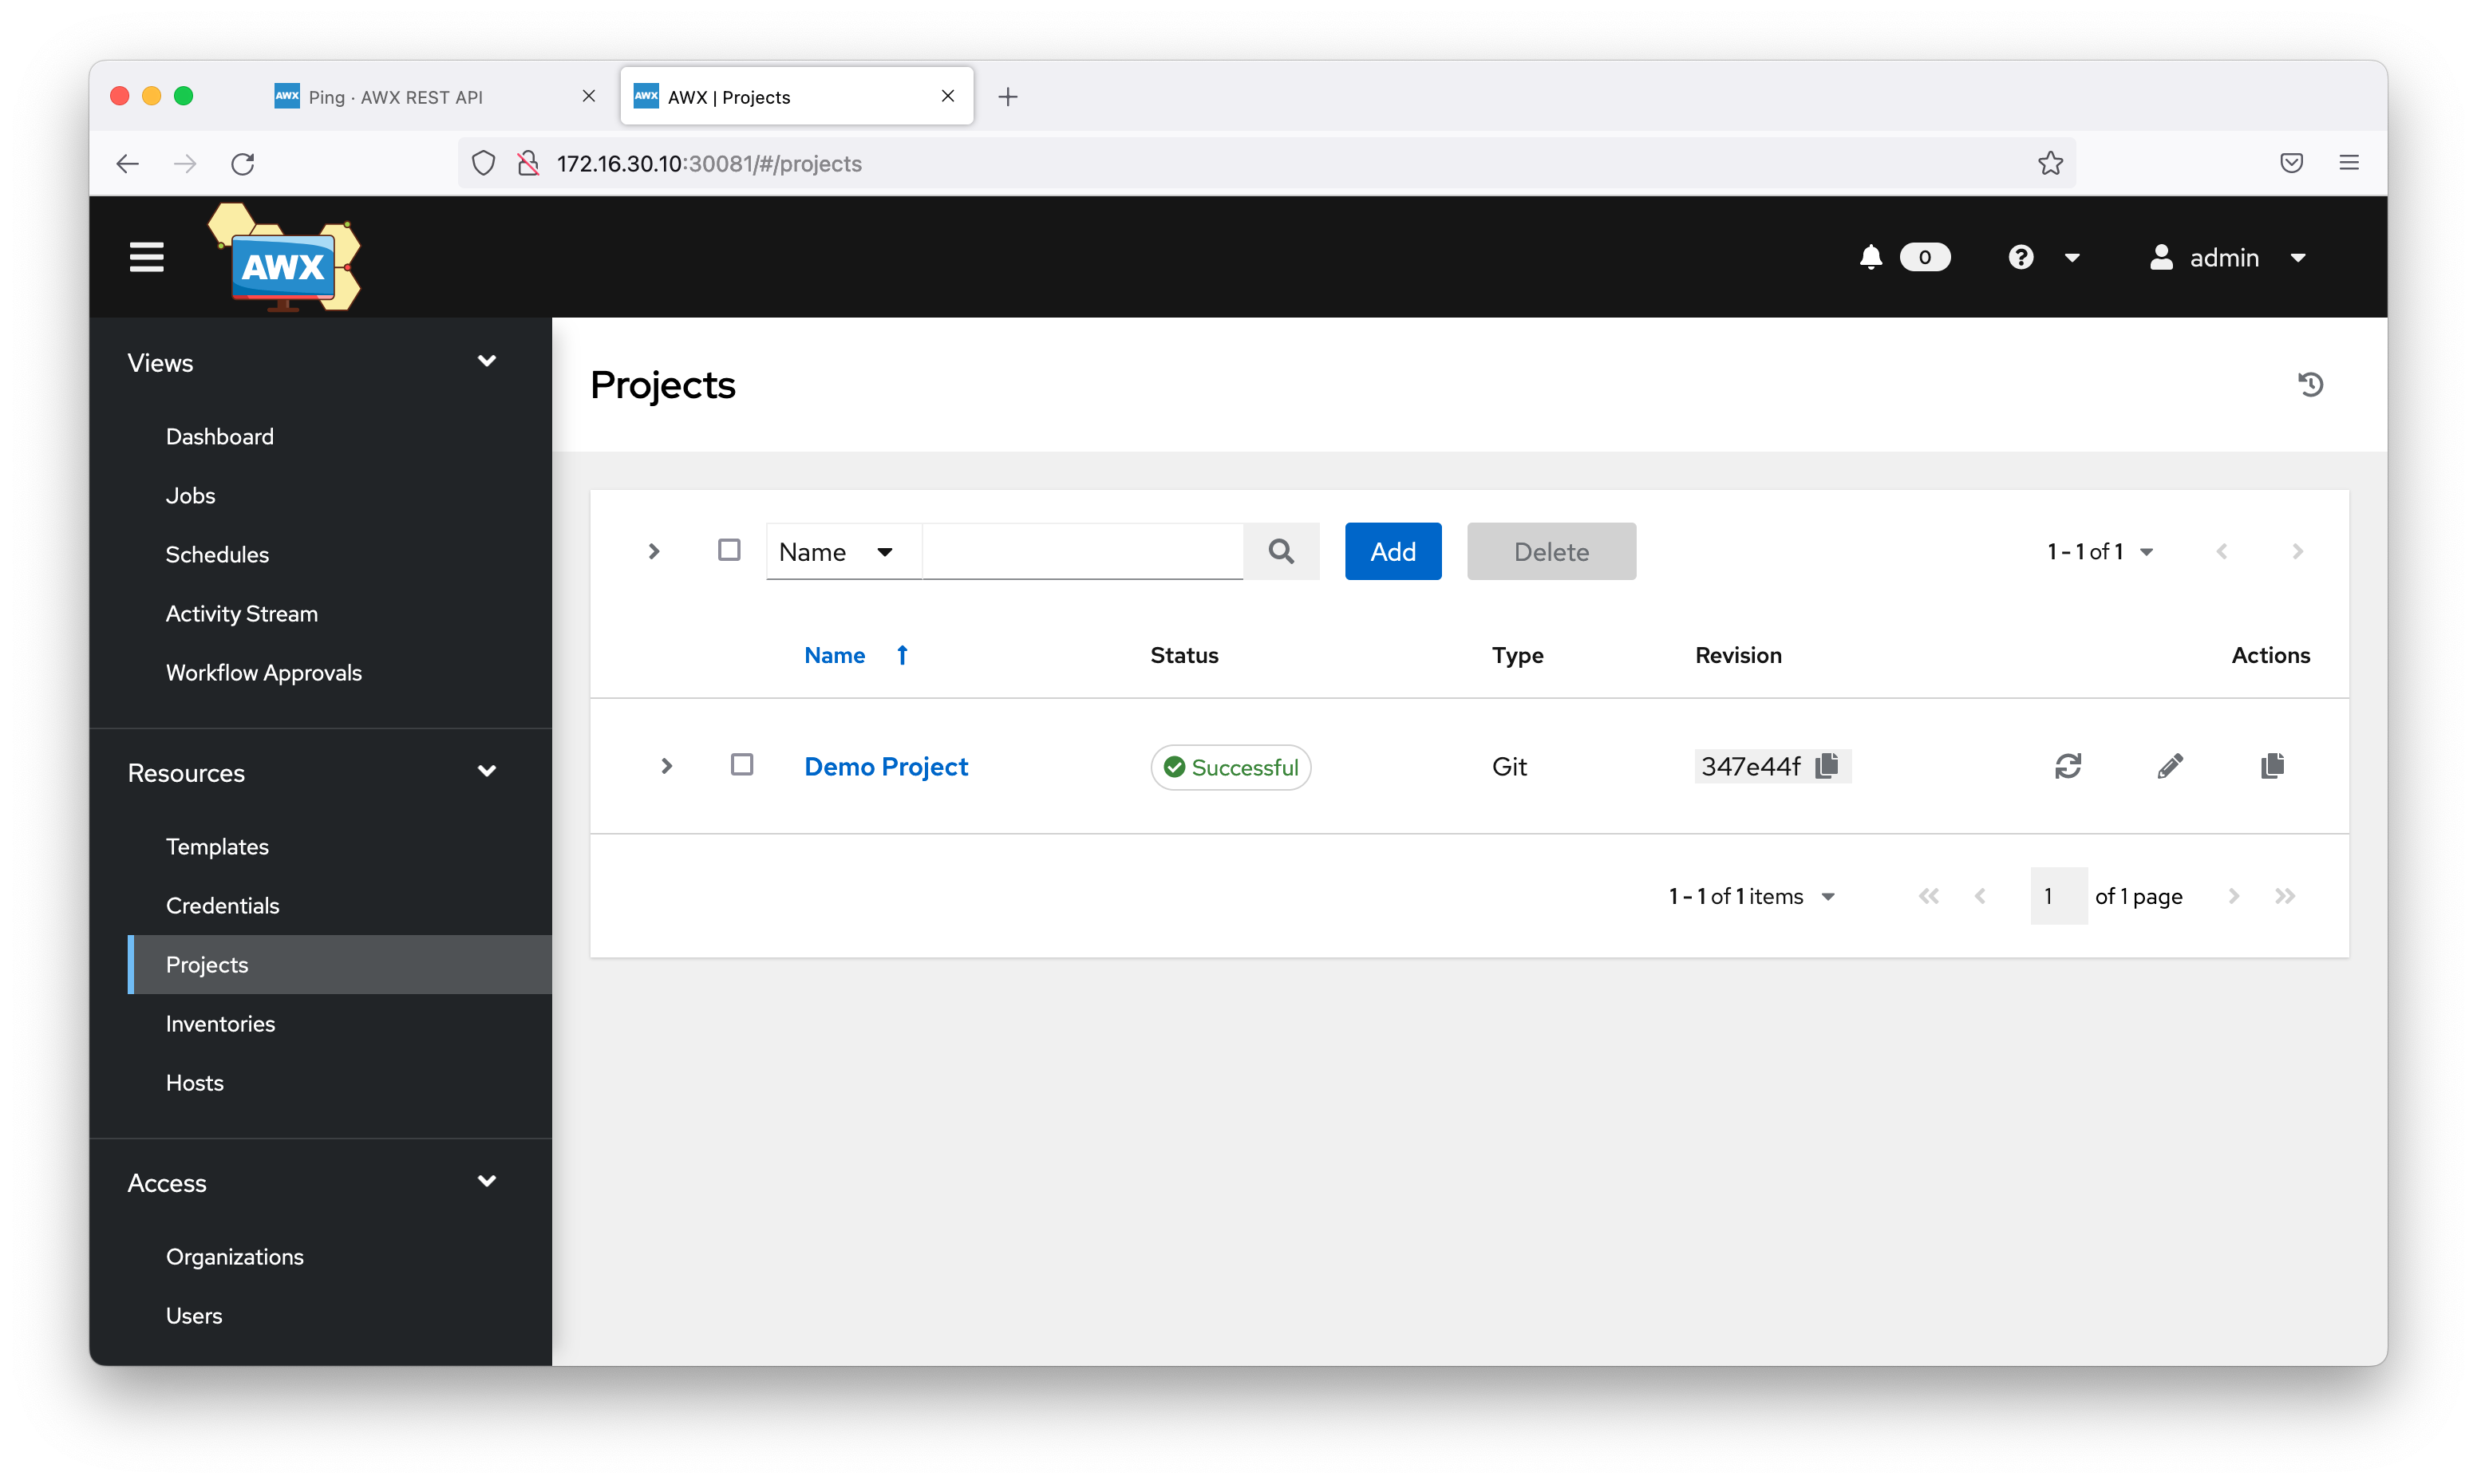 AWX Ping · AWX REST API
AWX AWX | Projects
172.16.30.10:30081/#/projects
AWX
0
admin
Views
Dashboard
Jobs
Schedules
Activity Stream
Workflow Approvals
Resources
Templates
Credentials
Projects
Inventories
Hosts
Access
Organizations
Users
Projects
Name
Add
Delete
1 - 1 of 1
Name Status Type Revision Actions
Demo Project Successful Git 347e44f
1 - 1 of 1 items 1 of 1 page